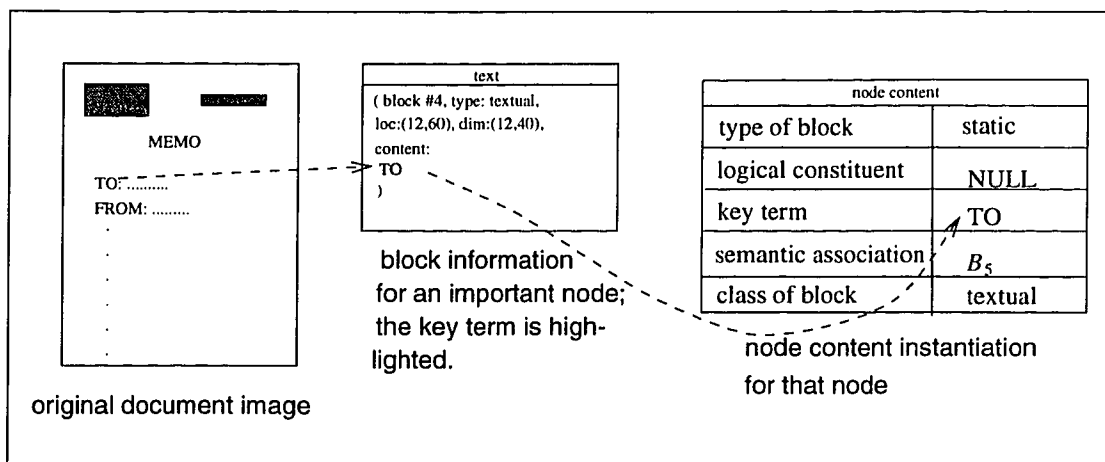 MEMO
TO: ..........
FROM: .........
original document image
text
( block #4, type: textual,
loc:(12,60), dim:(12,40),
content:
TO
)
block information
for an important node;
the key term is high-
lighted.
node content
type of block static
logical constituent NULL
key term TO
semantic association B5
class of block textual
node content instantiation
for that node